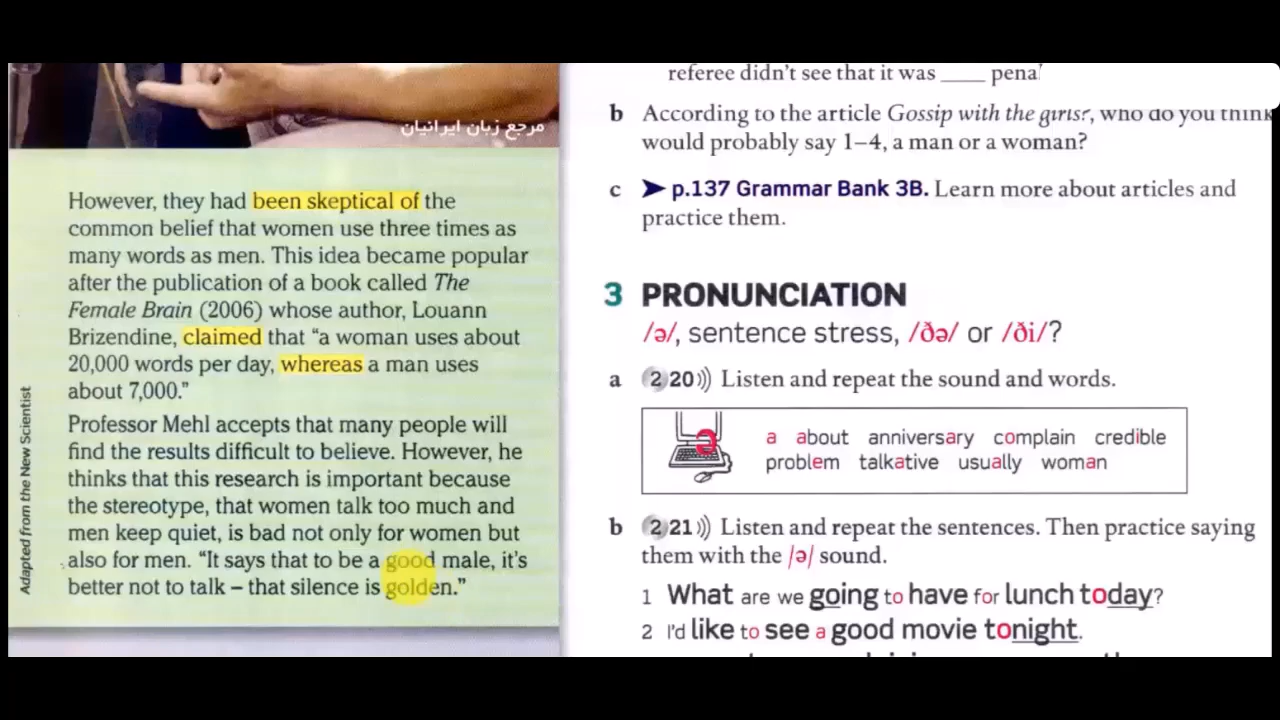 مرجع زبان ایرانیان
However, they had been skeptical of the
common belief that women use three times as
many words as men. This idea became popular
after the publication of a book called The
Female Brain (2006) whose author, Louann
Brizendine, claimed that “a woman uses about
20,000 words per day, whereas a man uses
about 7,000.”
Professor Mehl accepts that many people will
find the results difficult to believe. However, he
thinks that this research is important because
the stereotype, that women talk too much and
men keep quiet, is bad not only for women but
also for men. “It says that to be a good male, it’s
better not to talk – that silence is golden.”
Adapted from the New Scientist
referee didn’t see that it was ____ pena
b According to the article Gossip with the girls?, who do you think
would probably say 1–4, a man or a woman?
c ➤ p.137 Grammar Bank 3B. Learn more about articles and
practice them.
3 PRONUNCIATION
/ə/, sentence stress, /ðə/ or /ði/?
a 2 20)) Listen and repeat the sound and words.
ə
a about anniversary complain credible
problem talkative usually woman
b 2 21)) Listen and repeat the sentences. Then practice saying
them with the /ə/ sound.
1 What are we going to have for lunch today?
2 I’d like to see a good movie tonight.